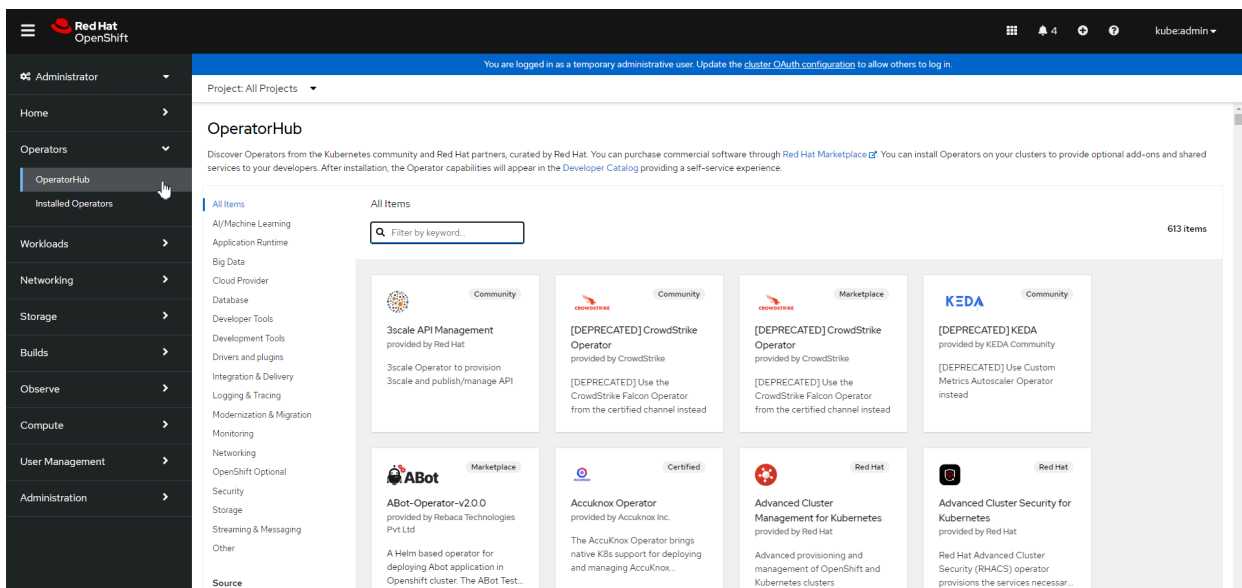 Red Hat
OpenShift
4
kube:admin
Administrator
You are logged in as a temporary administrative user. Update the cluster OAuth configuration to allow others to log in.
Project: All Projects
Home
Operators
OperatorHub
Installed Operators
Workloads
Networking
Storage
Builds
Observe
Compute
User Management
Administration
OperatorHub
Discover Operators from the Kubernetes community and Red Hat partners, curated by Red Hat. You can purchase commercial software through Red Hat Marketplace. You can install Operators on your clusters to provide optional add-ons and shared
services to your developers. After installation, the Operator capabilities will appear in the Developer Catalog providing a self-service experience.
All Items
AI/Machine Learning
Application Runtime
Big Data
Cloud Provider
Database
Developer Tools
Development Tools
Drivers and plugins
Integration & Delivery
Logging & Tracing
Modernization & Migration
Monitoring
Networking
OpenShift Optional
Security
Storage
Streaming & Messaging
Other
Source
All Items
Filter by keyword...
613 items
Community
3scale API Management
provided by Red Hat
3scale Operator to provision
3scale and publish/manage API
CROWDSTRIKE
Community
[DEPRECATED] CrowdStrike
Operator
provided by CrowdStrike
[DEPRECATED] Use the
CrowdStrike Falcon Operator
from the certified channel instead
CROWDSTRIKE
Marketplace
[DEPRECATED] CrowdStrike
Operator
provided by CrowdStrike
[DEPRECATED] Use the
CrowdStrike Falcon Operator
from the certified channel instead
KEDA
Community
[DEPRECATED] KEDA
provided by KEDA Community
[DEPRECATED] Use Custom
Metrics Autoscaler Operator
instead
ABot
Marketplace
ABot-Operator-v2.0.0
provided by Rebaca Technologies
Pvt Ltd
A Helm based operator for
deploying Abot application in
Openshift cluster. The ABot Test...
Certified
Accuknox Operator
provided by Accuknox Inc.
The AccuKnox Operator brings
native K8s support for deploying
and managing AccuKnox...
Red Hat
Advanced Cluster
Management for Kubernetes
provided by Red Hat
Advanced provisioning and
management of OpenShift and
Kubernetes clusters
Red Hat
Advanced Cluster Security for
Kubernetes
provided by Red Hat
Red Hat Advanced Cluster
Security (RHACS) operator
provisions the services necessar...